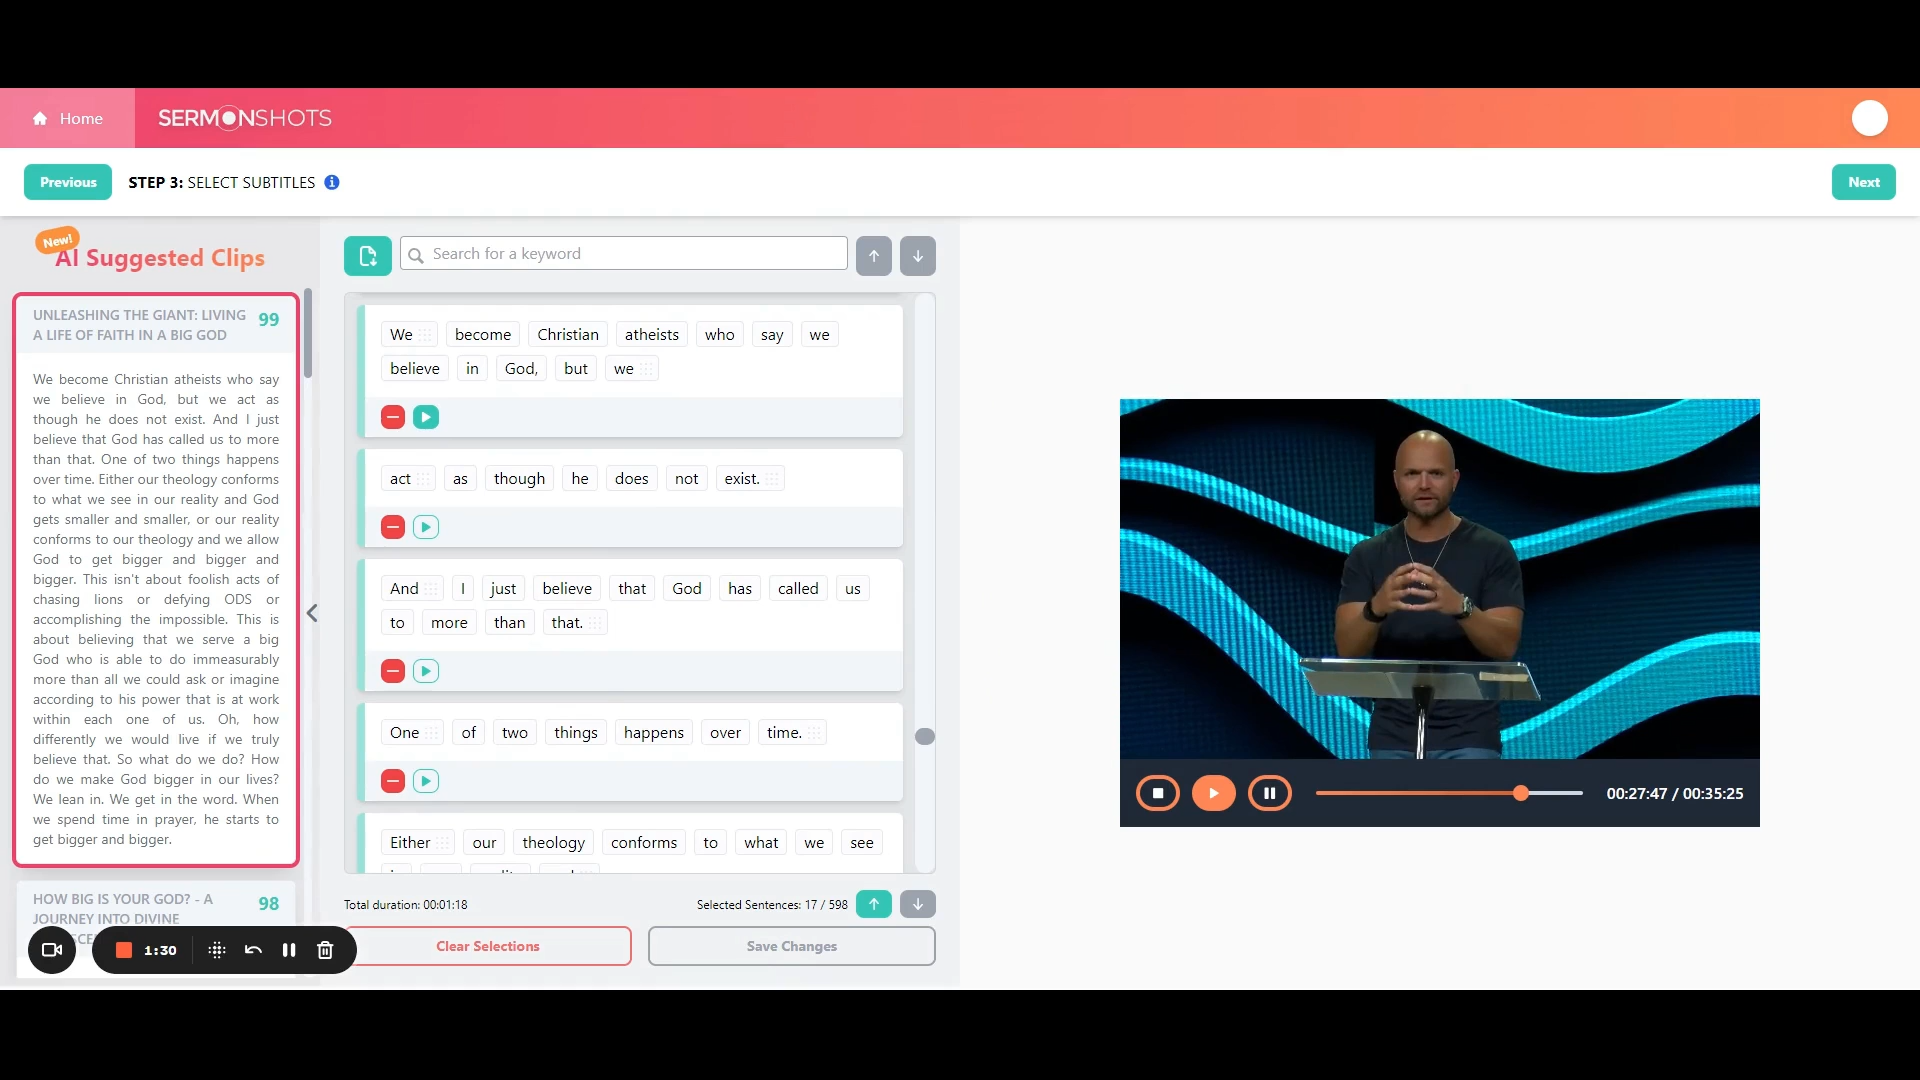 Home
SERMONSHOTS
Previous
STEP 3: SELECT SUBTITLES
Next
New!
AI Suggested Clips
UNLEASHING THE GIANT: LIVING
A LIFE OF FAITH IN A BIG GOD
99
We become Christian atheists who say
we believe in God, but we act as
though he does not exist. And I just
believe that God has called us to more
than that. One of two things happens
over time. Either our theology conforms
to what we see in our reality and God
gets smaller and smaller, or our reality
conforms to our theology and we allow
God to get bigger and bigger and
bigger. This isn't about foolish acts of
chasing lions or defying ODS or
accomplishing the impossible. This is
about believing that we serve a big
God who is able to do immeasurably
more than all we could ask or imagine
according to his power that is at work
within each one of us. Oh, how
differently we would live if we truly
believe that. So what do we do? How
do we make God bigger in our lives?
We lean in. We get in the word. When
we spend time in prayer, he starts to
get bigger and bigger.
HOW BIG IS YOUR GOD? - A
JOURNEY INTO DIVINE
98
1:30
Search for a keyword
We become Christian atheists who say we
believe in God, but we
act as though he does not exist.
And I just believe that God has called us
to more than that.
One of two things happens over time.
Either our theology conforms to what we see
Total duration: 00:01:18
Selected Sentences: 17 / 598
Clear Selections
Save Changes
00:27:47 / 00:35:25